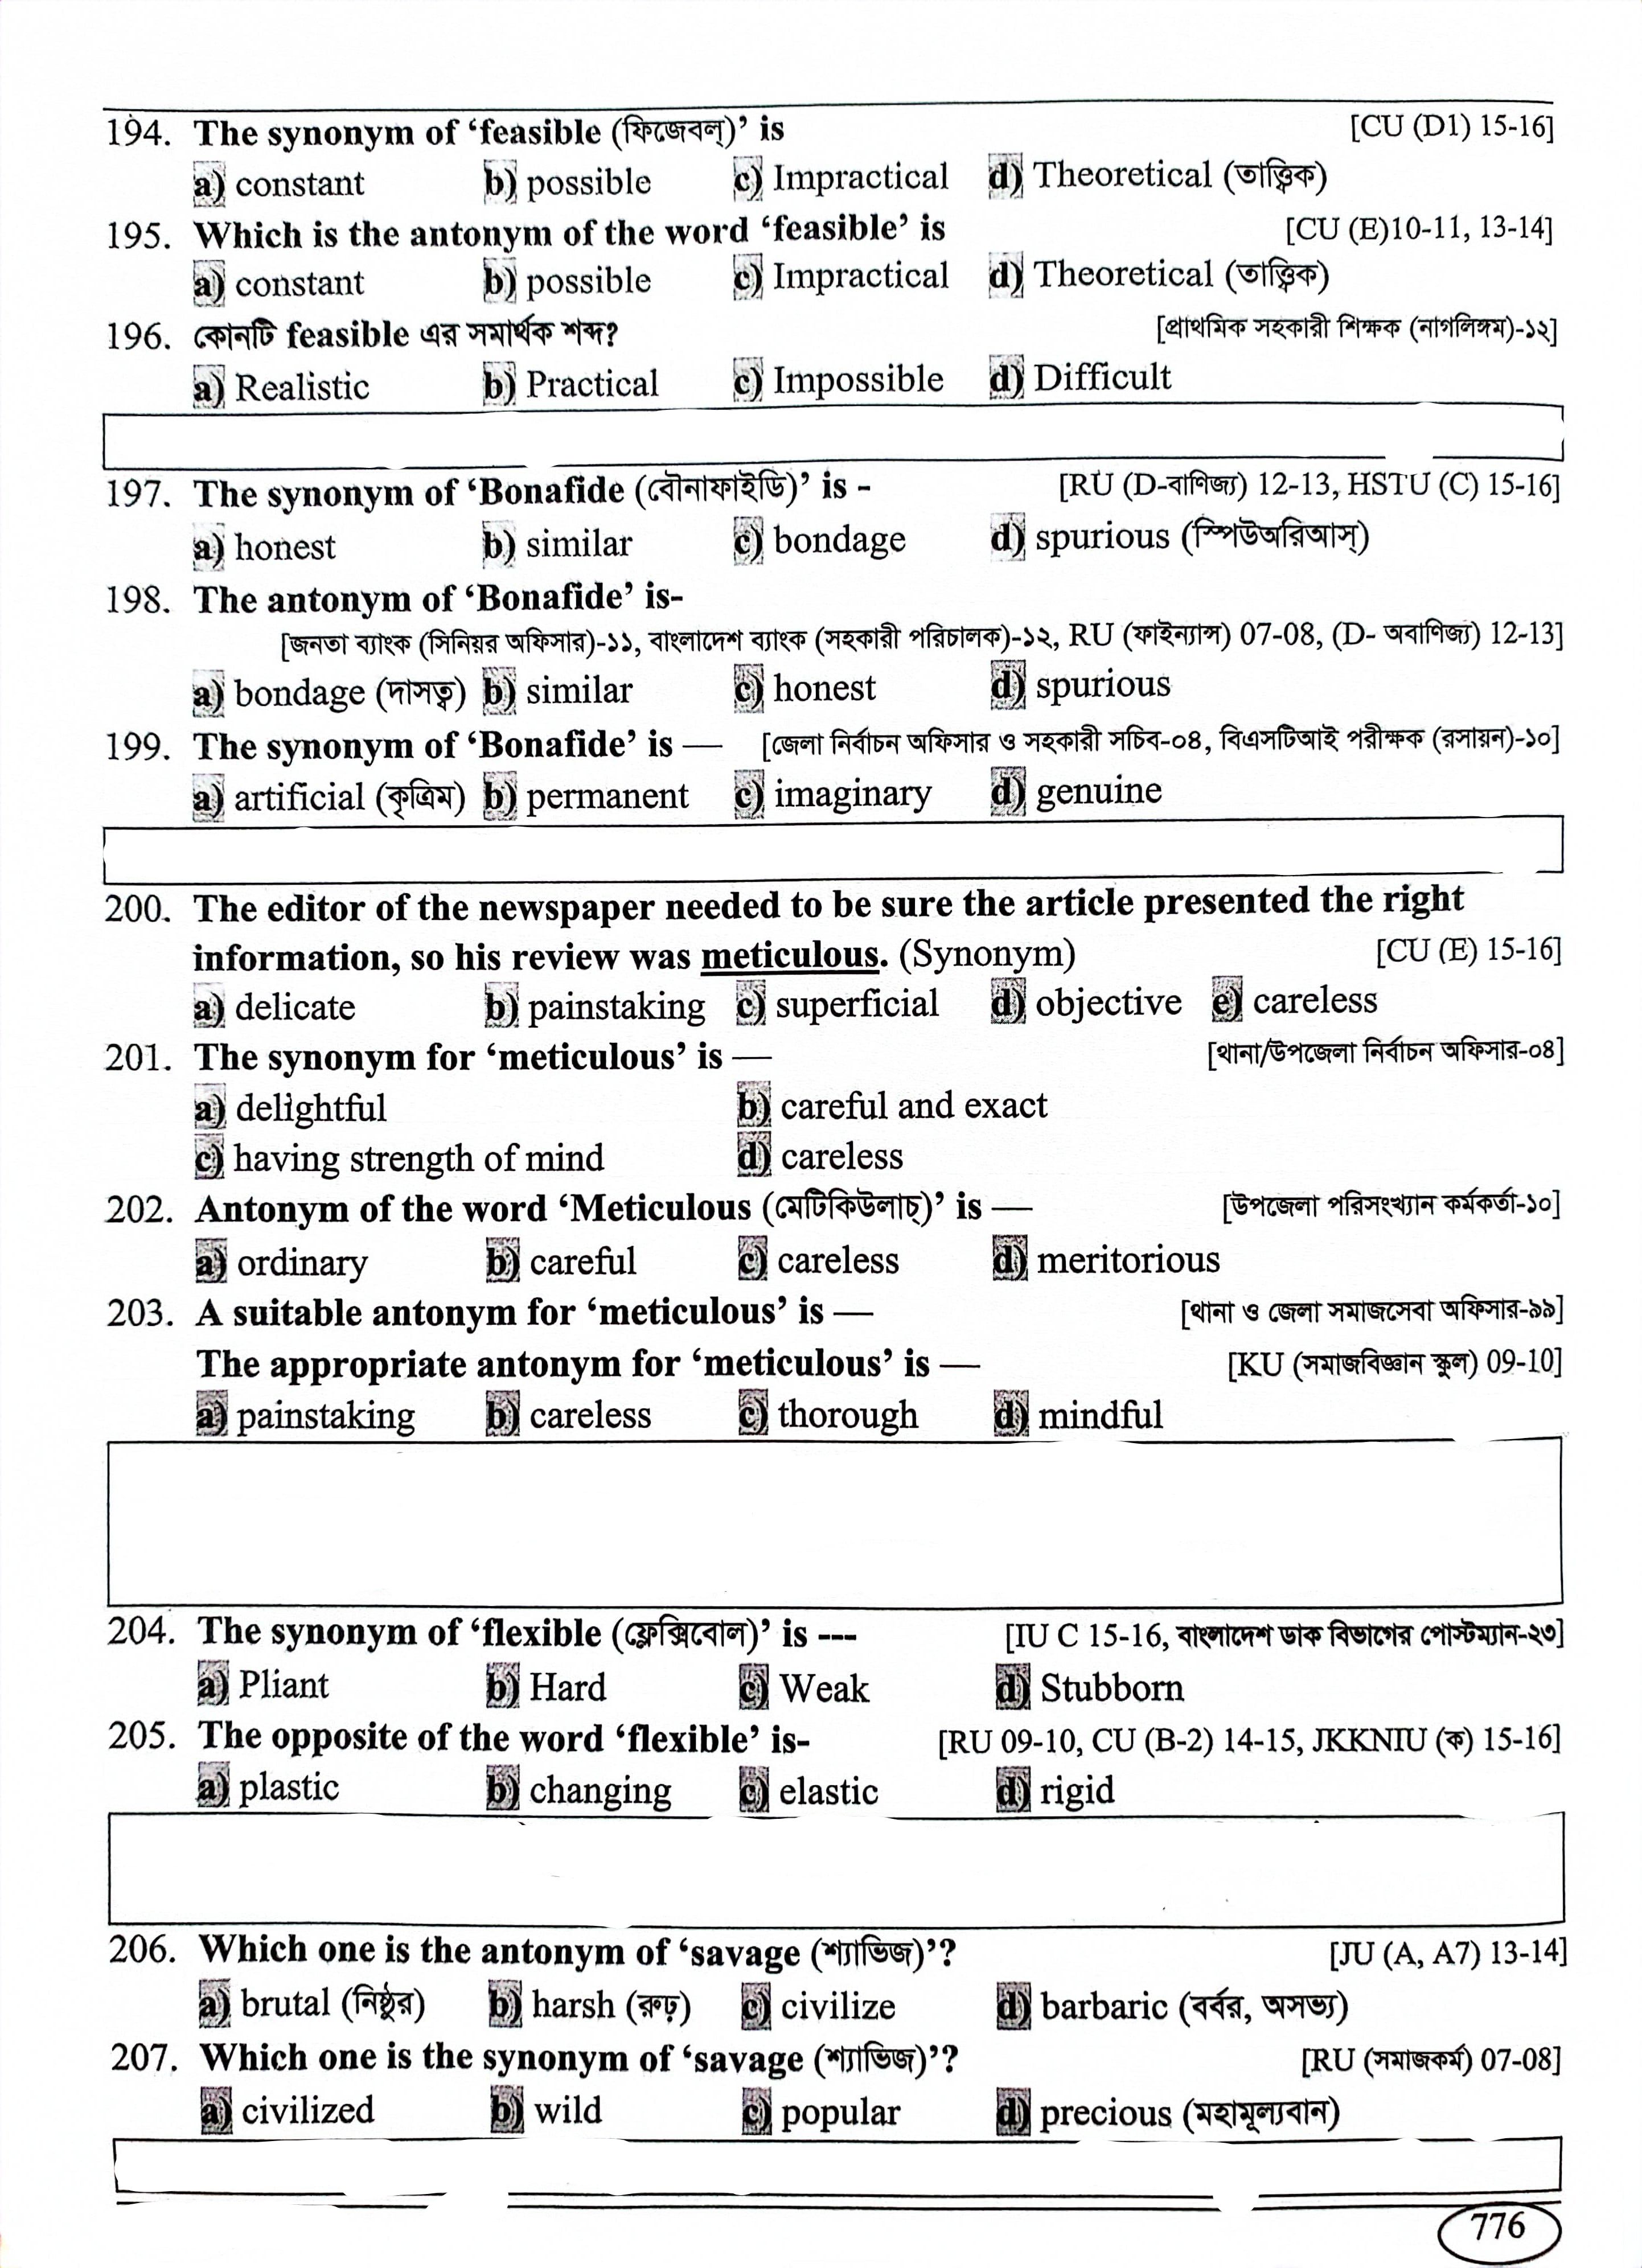 194. The synonym of ‘feasible (ফিজেবল্)’ is [CU (D1) 15-16]
a) constant b) possible c) Impractical d) Theoretical (তাত্ত্বিক)
195. Which is the antonym of the word ‘feasible’ is [CU (E)10-11, 13-14]
a) constant b) possible c) Impractical d) Theoretical (তাত্ত্বিক)
196. কোনটি feasible এর সমার্থক শব্দ? [প্রাথমিক সহকারী শিক্ষক (নাগলিঙ্গম)-১২]
a) Realistic b) Practical c) Impossible d) Difficult
197. The synonym of ‘Bonafide (বৌনাফাইডি)’ is - [RU (D-বাণিজ্য) 12-13, HSTU (C) 15-16]
a) honest b) similar c) bondage d) spurious (স্পিউঅরিআস্)
198. The antonym of ‘Bonafide’ is-
[জনতা ব্যাংক (সিনিয়র অফিসার)-১১, বাংলাদেশ ব্যাংক (সহকারী পরিচালক)-১২, RU (ফাইন্যান্স) 07-08, (D- অবাণিজ্য) 12-13]
a) bondage (দাসত্ব) b) similar c) honest d) spurious
199. The synonym of ‘Bonafide’ is — [জেলা নির্বাচন অফিসার ও সহকারী সচিব-০৪, বিএসটিআই পরীক্ষক (রসায়ন)-১০]
a) artificial (কৃত্রিম) b) permanent c) imaginary d) genuine
200. The editor of the newspaper needed to be sure the article presented the right
information, so his review was meticulous. (Synonym) [CU (E) 15-16]
a) delicate b) painstaking c) superficial d) objective e) careless
201. The synonym for ‘meticulous’ is — [থানা/উপজেলা নির্বাচন অফিসার-০৪]
a) delightful b) careful and exact
c) having strength of mind d) careless
202. Antonym of the word ‘Meticulous (মেটিকিউলাচ্)’ is — [উপজেলা পরিসংখ্যান কর্মকর্তা-১০]
a) ordinary b) careful c) careless d) meritorious
203. A suitable antonym for ‘meticulous’ is — [থানা ও জেলা সমাজসেবা অফিসার-৯৯]
The appropriate antonym for ‘meticulous’ is — [KU (সমাজবিজ্ঞান স্কুল) 09-10]
a) painstaking b) careless c) thorough d) mindful
204. The synonym of ‘flexible (ফ্লেক্সিবোল)’ is --- [IU C 15-16, বাংলাদেশ ডাক বিভাগের পোস্টম্যান-২৩]
a) Pliant b) Hard c) Weak d) Stubborn
205. The opposite of the word ‘flexible’ is- [RU 09-10, CU (B-2) 14-15, JKKNIU (ক) 15-16]
a) plastic b) changing c) elastic d) rigid
206. Which one is the antonym of ‘savage (শ্যাভিজ)’? [JU (A, A7) 13-14]
a) brutal (নিষ্ঠুর) b) harsh (রুঢ়) c) civilize d) barbaric (বর্বর, অসভ্য)
207. Which one is the synonym of ‘savage (শ্যাভিজ)’? [RU (সমাজকর্ম) 07-08]
a) civilized b) wild c) popular d) precious (মহামূল্যবান)
776